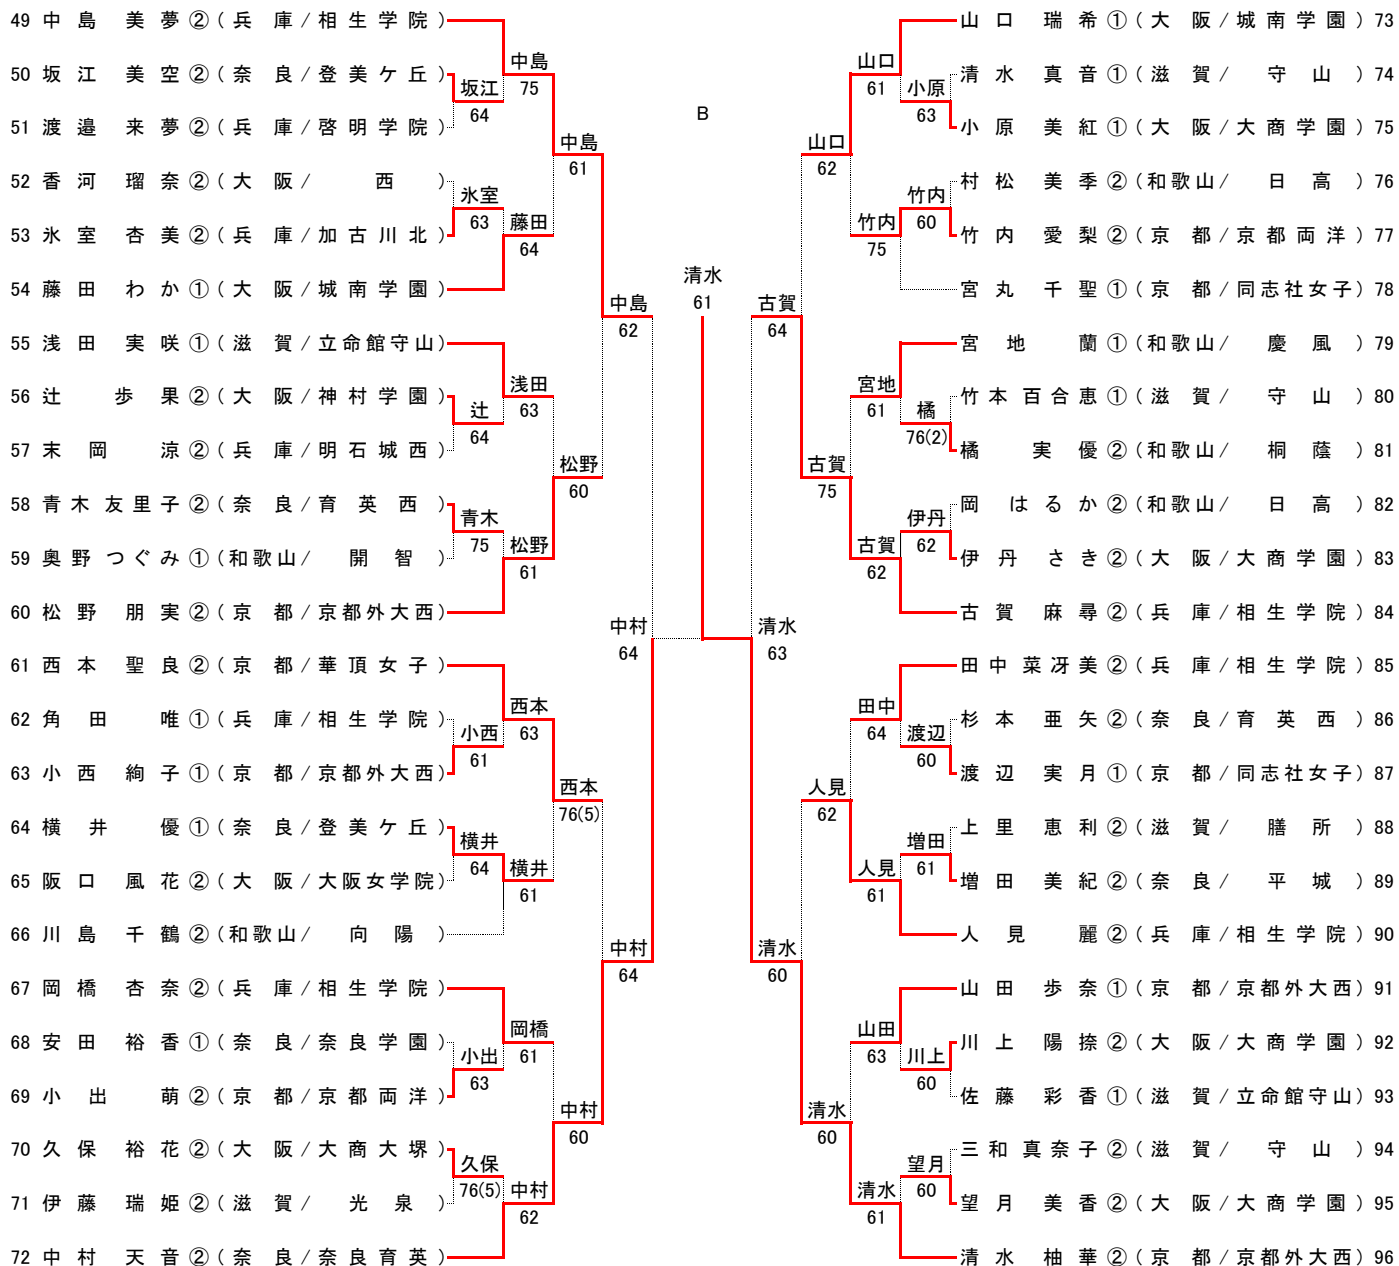 49 中島 美夢②(兵庫/相生学院)
50 坂江 美空②(奈良/登美ケ丘)
51 渡邉 来夢②(兵庫/啓明学院)
52 香河 瑠奈②(大阪/西)
53 氷室 杏美②(兵庫/加古川北)
54 藤田 わか①(大阪/城南学園)
55 浅田 実咲①(滋賀/立命館守山)
56 辻 歩果②(大阪/神村学園)
57 末岡 涼②(兵庫/明石城西)
58 青木友里子②(奈良/育英西)
59 奥野つぐみ①(和歌山/開智)
60 松野 朋実②(京都/京都外大西)
61 西本 聖良②(京都/華頂女子)
62 角田 唯①(兵庫/相生学院)
63 小西 絢子①(京都/京都外大西)
64 横井 優①(奈良/登美ケ丘)
65 阪口 風花②(大阪/大阪女学院)
66 川島 千鶴②(和歌山/向陽)
67 岡橋 杏奈②(兵庫/相生学院)
68 安田 裕香①(奈良/奈良学園)
69 小出 萌②(京都/京都両洋)
70 久保 裕花②(大阪/大商大堺)
71 伊藤 瑞姫②(滋賀/光泉)
72 中村 天音②(奈良/奈良育英)
坂江
64
氷室
63
辻
64
青木
75
小西
61
横井
64
小出
63
久保
76(5)
中島
75
藤田
64
浅田
63
松野
61
西本
63
横井
61
岡橋
61
中村
62
中島
61
松野
60
西本
76(5)
中村
60
中島
62
中村
64
中村
64
B
清水
61
清水
63
古賀
64
清水
60
山口
62
古賀
75
人見
62
清水
60
山口
61
竹内
75
宮地
61
古賀
62
田中
64
人見
61
山田
63
清水
61
小原
63
竹内
60
橘
76(2)
伊丹
62
渡辺
60
増田
61
川上
60
望月
60
山口 瑞希①(大阪/城南学園) 73
清水 真音①(滋賀/守山) 74
小原 美紅①(大阪/大商学園) 75
村松 美季②(和歌山/日高) 76
竹内 愛梨②(京都/京都両洋) 77
宮丸 千聖①(京都/同志社女子) 78
宮地 蘭①(和歌山/慶風) 79
竹本百合恵①(滋賀/守山) 80
橘 実優②(和歌山/桐蔭) 81
岡 はるか②(和歌山/日高) 82
伊丹 さき②(大阪/大商学園) 83
古賀 麻尋②(兵庫/相生学院) 84
田中菜冴美②(兵庫/相生学院) 85
杉本 亜矢②(奈良/育英西) 86
渡辺 実月①(京都/同志社女子) 87
上里 恵利②(滋賀/膳所) 88
増田 美紀②(奈良/平城) 89
人見 麗②(兵庫/相生学院) 90
山田 歩奈①(京都/京都外大西) 91
川上 陽捺②(大阪/大商学園) 92
佐藤 彩香①(滋賀/立命館守山) 93
三和真奈子②(滋賀/守山) 94
望月 美香②(大阪/大商学園) 95
清水 柚華②(京都/京都外大西) 96